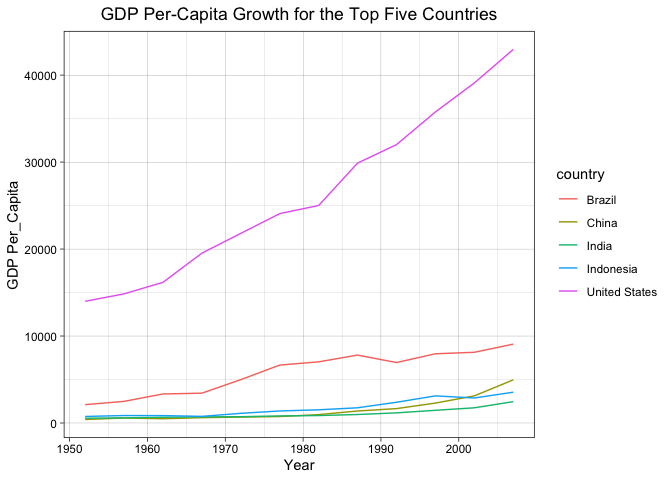 GDP Per-Capita Growth for the Top Five Countries
GDP Per_Capita
40000
30000
20000
10000
0
1950 1960 1970 1980 1990 2000
Year
country
Brazil
China
India
Indonesia
United States